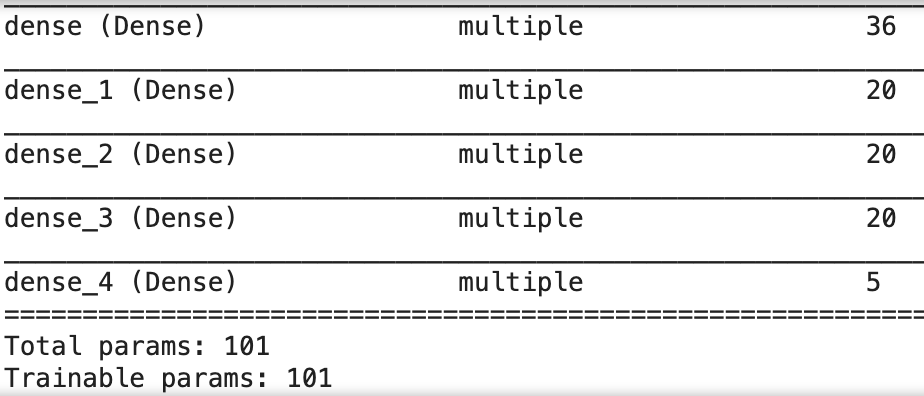 dense (Dense) multiple 36
dense_1 (Dense) multiple 20
dense_2 (Dense) multiple 20
dense_3 (Dense) multiple 20
dense_4 (Dense) multiple 5
Total params: 101
Trainable params: 101